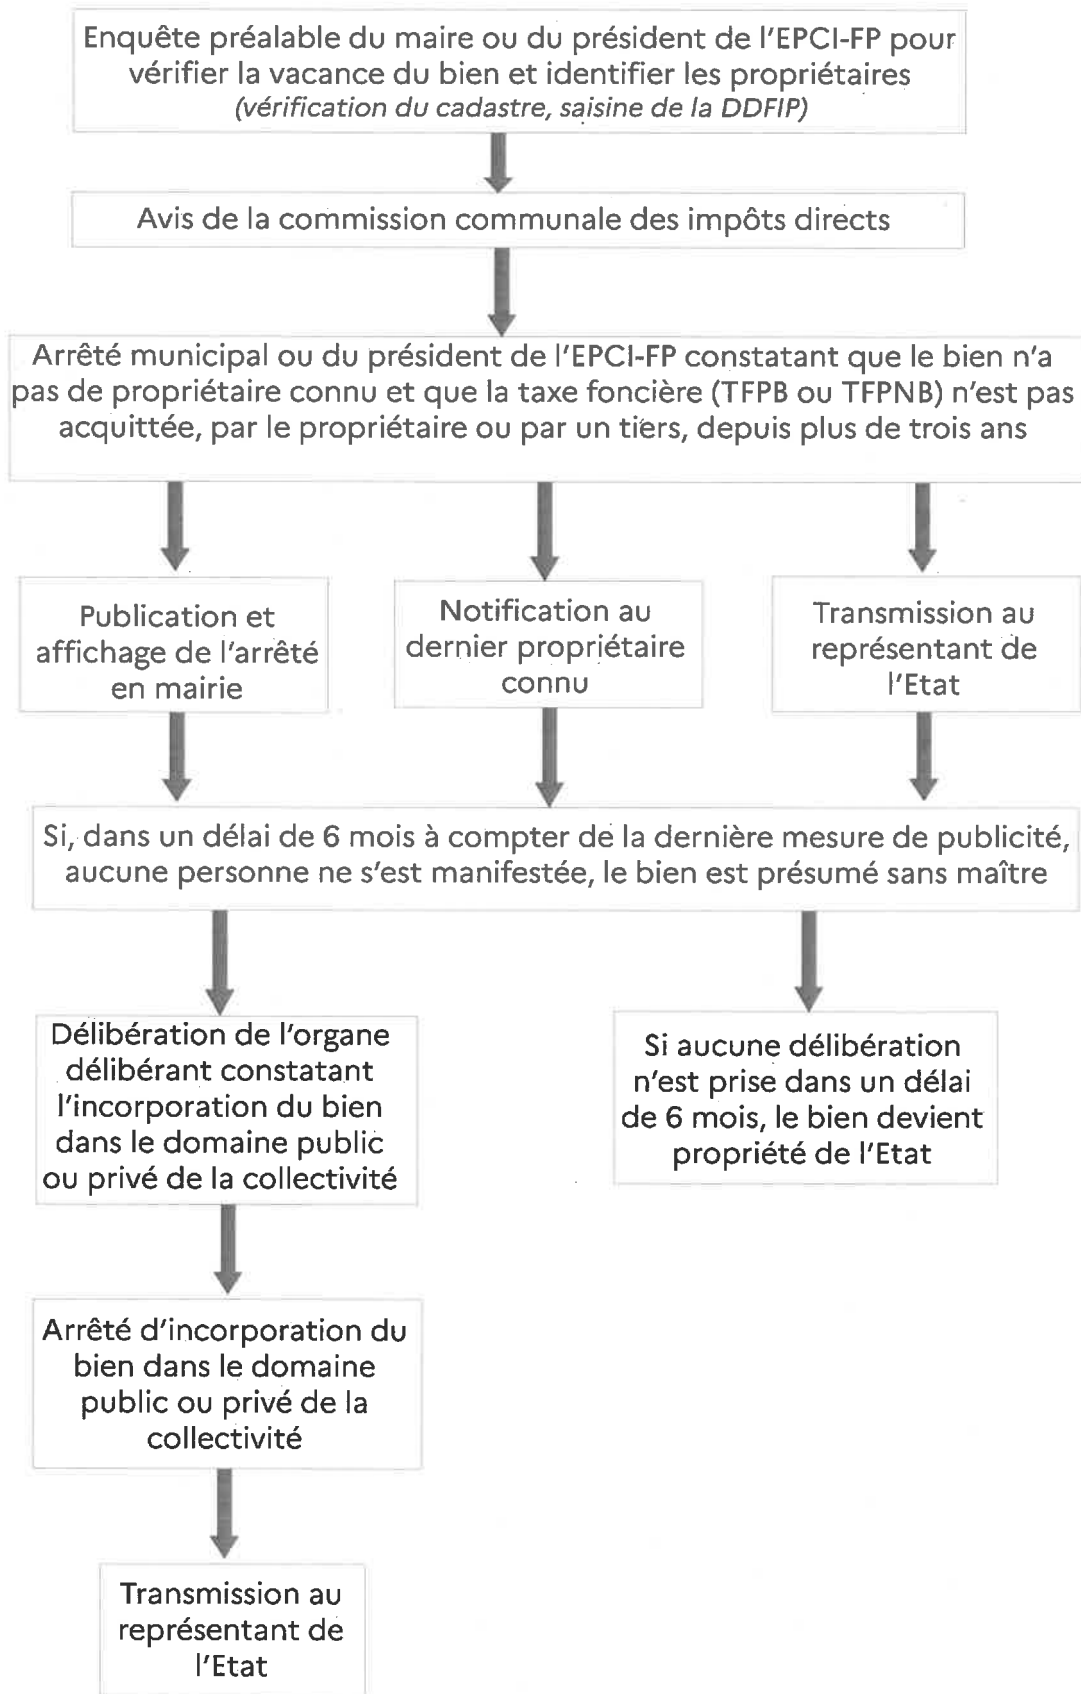 Enquête préalable du maire ou du président de l'EPCI-FP pour
vérifier la vacance du bien et identifier les propriétaires
(vérification du cadastre, saisine de la DDFIP)
Avis de la commission communale des impôts directs
Arrêté municipal ou du président de l'EPCI-FP constatant que le bien n'a
pas de propriétaire connu et que la taxe foncière (TFPB ou TFPNB) n'est pas
acquittée, par le propriétaire ou par un tiers, depuis plus de trois ans
Publication et
affichage de l'arrêté
en mairie
Notification au
dernier propriétaire
connu
Transmission au
représentant de
l'Etat
Si, dans un délai de 6 mois à compter de la dernière mesure de publicité,
aucune personne ne s'est manifestée, le bien est présumé sans maître
Délibération de l'organe
délibérant constatant
l'incorporation du bien
dans le domaine public
ou privé de la collectivité
Si aucune délibération
n'est prise dans un délai
de 6 mois, le bien devient
propriété de l'Etat
Arrêté d'incorporation du
bien dans le domaine
public ou privé de la
collectivité
Transmission au
représentant de
l'Etat